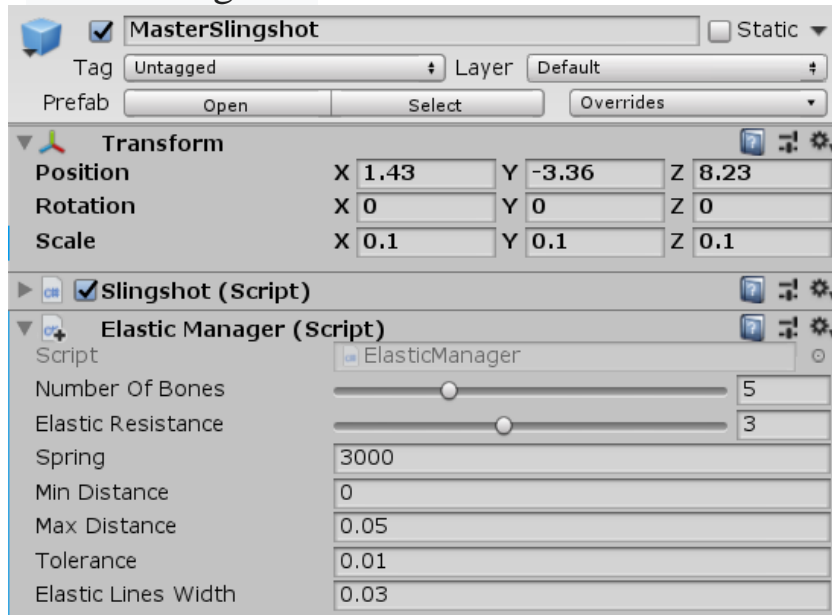 MasterSlingshot Static
Tag Untagged Layer Default
Prefab Open Select Overrides
Transform
Position X 1.43 Y -3.36 Z 8.23
Rotation X 0 Y 0 Z 0
Scale X 0.1 Y 0.1 Z 0.1
Slingshot (Script)
Elastic Manager (Script)
Script ElasticManager
Number Of Bones 5
Elastic Resistance 3
Spring 3000
Min Distance 0
Max Distance 0.05
Tolerance 0.01
Elastic Lines Width 0.03